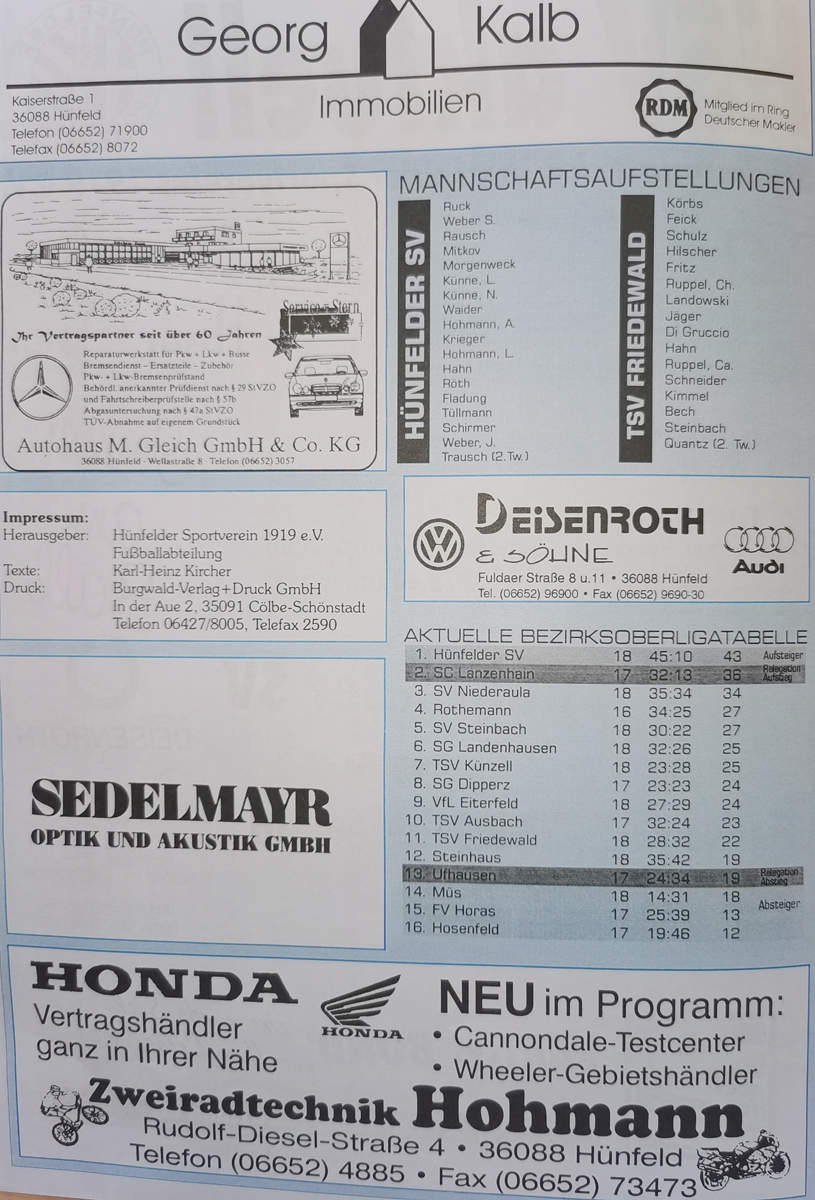 Georg Kalb
Immobilien
Kaiserstraße 1
36088 Hünfeld
Telefon (06652) 71900
Telefax (06652) 8072
RDM
Mitglied im Ring
Deutscher Makler
Service-Stern
Ihr Vertragspartner seit über 60 Jahren
Reparaturwerkstatt für Pkw + Lkw + Busse
Bremsendienst - Ersatzteile - Zubehör
Pkw- + Lkw-Bremsenprüfstand
Behördl. anerkannter Prüfdienst nach § 29 StVZO
und Fahrtschreiberprüfstelle nach § 57b
Abgasuntersuchung nach § 47a StVZO
TÜV-Abnahme auf eigenem Grundstück
Autohaus M. Gleich GmbH & Co. KG
36088 Hünfeld · Wellastraße 8 · Telefon (06652) 3057
MANNSCHAFTSAUFSTELLUNGEN
HÜNFELDER SV
Ruck
Weber S.
Rausch
Mitkov
Morgenweck
Künne, L.
Künne, N.
Waider
Hohmann, A.
Krieger
Hohmann, L.
Hahn
Röth
Fladung
Tüllmann
Schirmer
Weber, J.
Trausch (2.Tw.)
TSV FRIEDEWALD
Körbs
Feick
Schulz
Hilscher
Fritz
Ruppel, Ch.
Landowski
Jäger
Di Gruccio
Hahn
Ruppel, Ca.
Schneider
Kimmel
Bech
Steinbach
Quantz (2. Tw.)
Impressum:
Herausgeber: Hünfelder Sportverein 1919 e.V.
Fußballabteilung
Texte: Karl-Heinz Kircher
Druck: Burgwald-Verlag+Druck GmbH
In der Aue 2, 35091 Cölbe-Schönstadt
Telefon 06427/8005, Telefax 2590
DEISENROTH
& SÖHNE
Audi
Fuldaer Straße 8 u.11 • 36088 Hünfeld
Tel. (06652) 96900 • Fax (06652) 9690-30
AKTUELLE BEZIRKSOBERLIGATABELLE
1. Hünfelder SV 18 45:10 43 Aufsteiger
2. SC Lanzenhain 17 32:13 36 Relegation Aufstieg
3. SV Niederaula 18 35:34 34
4. Rothemann 16 34:25 27
5. SV Steinbach 18 30:22 27
6. SG Landenhausen 18 32:26 25
7. TSV Künzell 18 23:28 25
8. SG Dipperz 17 23:23 24
9. VfL Eiterfeld 18 27:29 24
10. TSV Ausbach 17 32:24 23
11. TSV Friedewald 18 28:32 22
12. Steinhaus 18 35:42 19
13. Ufhausen 17 24:34 19 Relegation Abstieg
14. Müs 18 14:31 18
15. FV Horas 17 25:39 13 Absteiger
16. Hosenfeld 17 19:46 12
SEDELMAYR
OPTIK UND AKUSTIK GMBH
HONDA
Vertragshändler
ganz in Ihrer Nähe
HONDA
NEU im Programm:
• Cannondale-Testcenter
• Wheeler-Gebietshändler
Zweiradtechnik Hohmann
Rudolf-Diesel-Straße 4 • 36088 Hünfeld
Telefon (06652) 4885 • Fax (06652) 73473